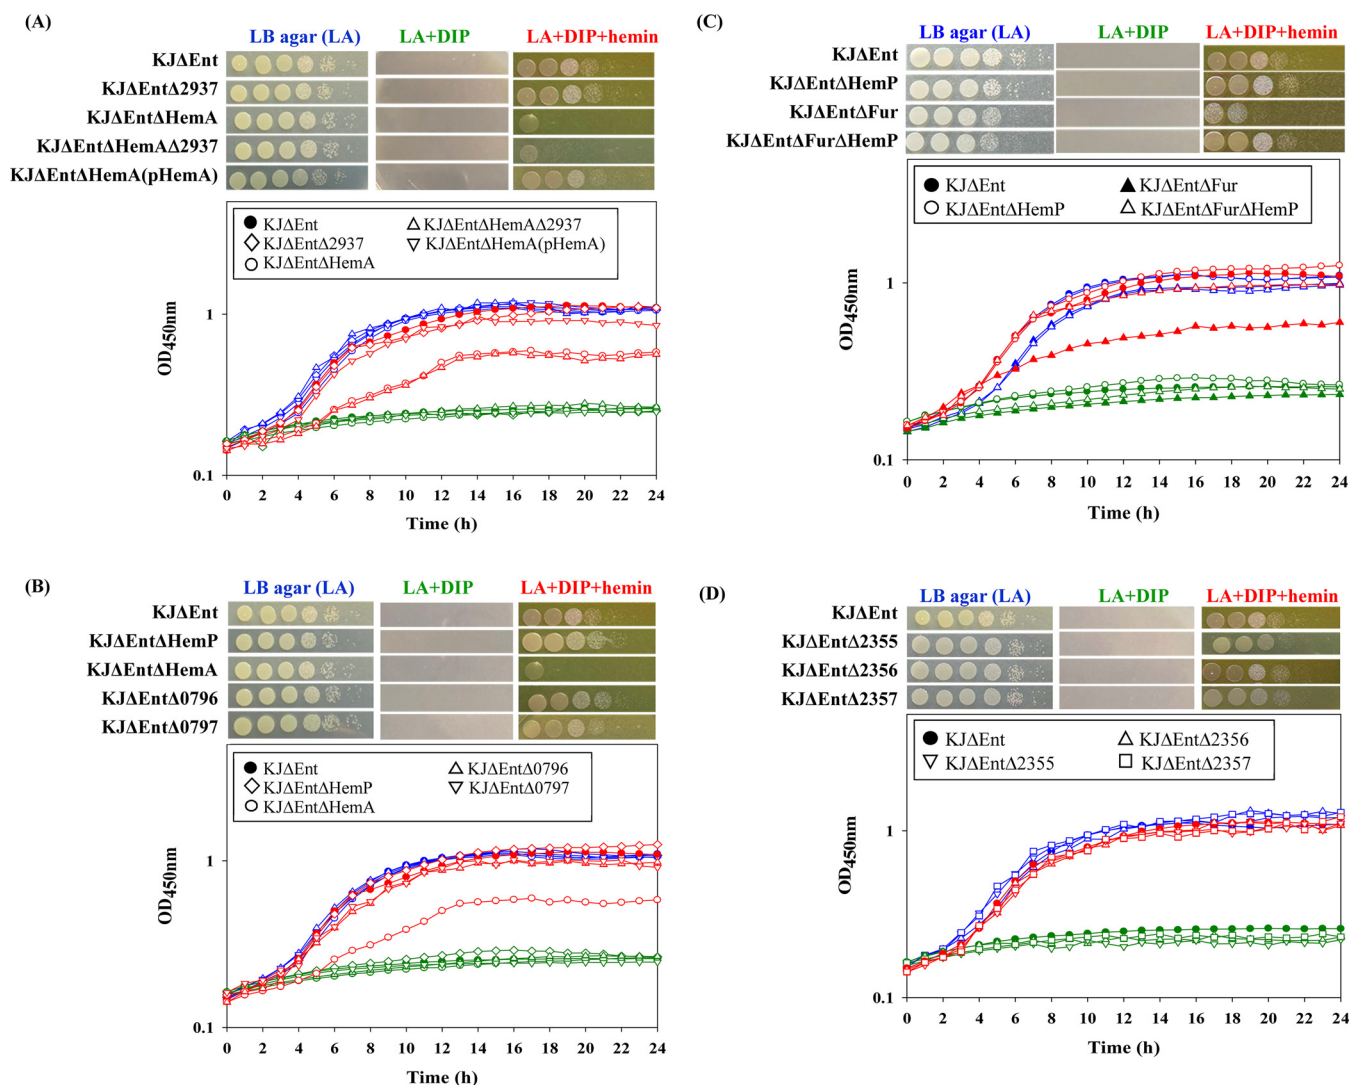 (A)
LB agar (LA) LA+DIP LA+DIP+hemin
KJΔEnt
KJΔEntΔ2937
KJΔEntΔHemA
KJΔEntΔHemAΔ2937
KJΔEntΔHemA(pHemA)
KJΔEnt KJΔEntΔHemAΔ2937
KJΔEntΔ2937 KJΔEntΔHemA(pHemA)
KJΔEntΔHemA
OD450nm
1
0.1
0 2 4 6 8 10 12 14 16 18 20 22 24
Time (h)
(B)
LB agar (LA) LA+DIP LA+DIP+hemin
KJΔEnt
KJΔEntΔHemP
KJΔEntΔHemA
KJΔEntΔ0796
KJΔEntΔ0797
KJΔEnt KJΔEntΔ0796
KJΔEntΔHemP KJΔEntΔ0797
KJΔEntΔHemA
OD450nm
1
0.1
0 2 4 6 8 10 12 14 16 18 20 22 24
Time (h)
(C)
LB agar (LA) LA+DIP LA+DIP+hemin
KJΔEnt
KJΔEntΔHemP
KJΔEntΔFur
KJΔEntΔFurΔHemP
KJΔEnt KJΔEntΔFur
KJΔEntΔHemP KJΔEntΔFurΔHemP
OD450nm
1
0.1
0 2 4 6 8 10 12 14 16 18 20 22 24
Time (h)
(D)
LB agar (LA) LA+DIP LA+DIP+hemin
KJΔEnt
KJΔEntΔ2355
KJΔEntΔ2356
KJΔEntΔ2357
KJΔEnt KJΔEntΔ2356
KJΔEntΔ2355 KJΔEntΔ2357
OD450nm
1
0.1
0 2 4 6 8 10 12 14 16 18 20 22 24
Time (h)